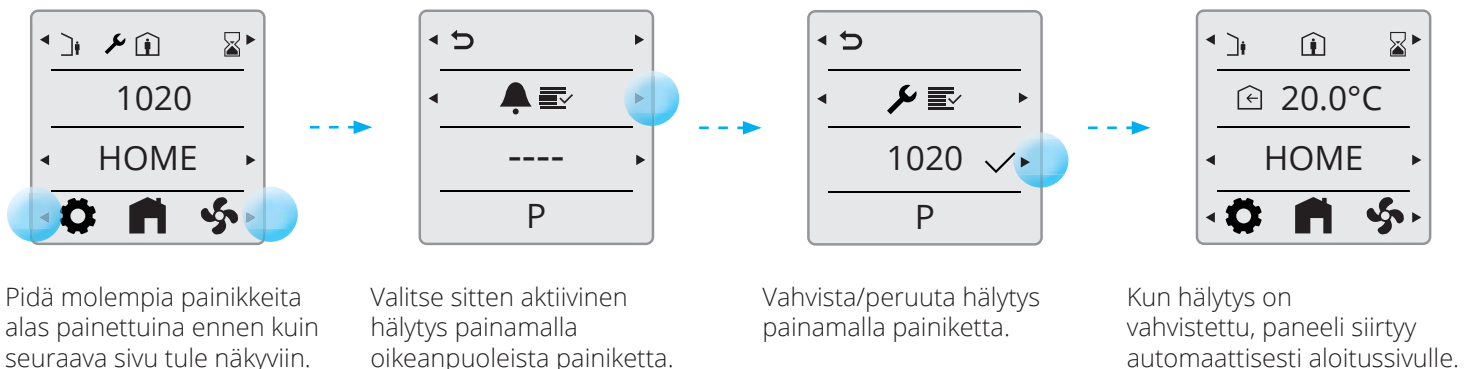 1020
HOME
----
P
1020
P
20.0°C
HOME
Pidä molempia painikkeita
alas painettuina ennen kuin
seuraava sivu tule näkyviin.
Valitse sitten aktiivinen
hälytys painamalla
oikeanpuoleista painiketta.
Vahvista/peruuta hälytys
painamalla painiketta.
Kun hälytys on
vahvistettu, paneeli siirtyy
automaattisesti aloitussivulle.